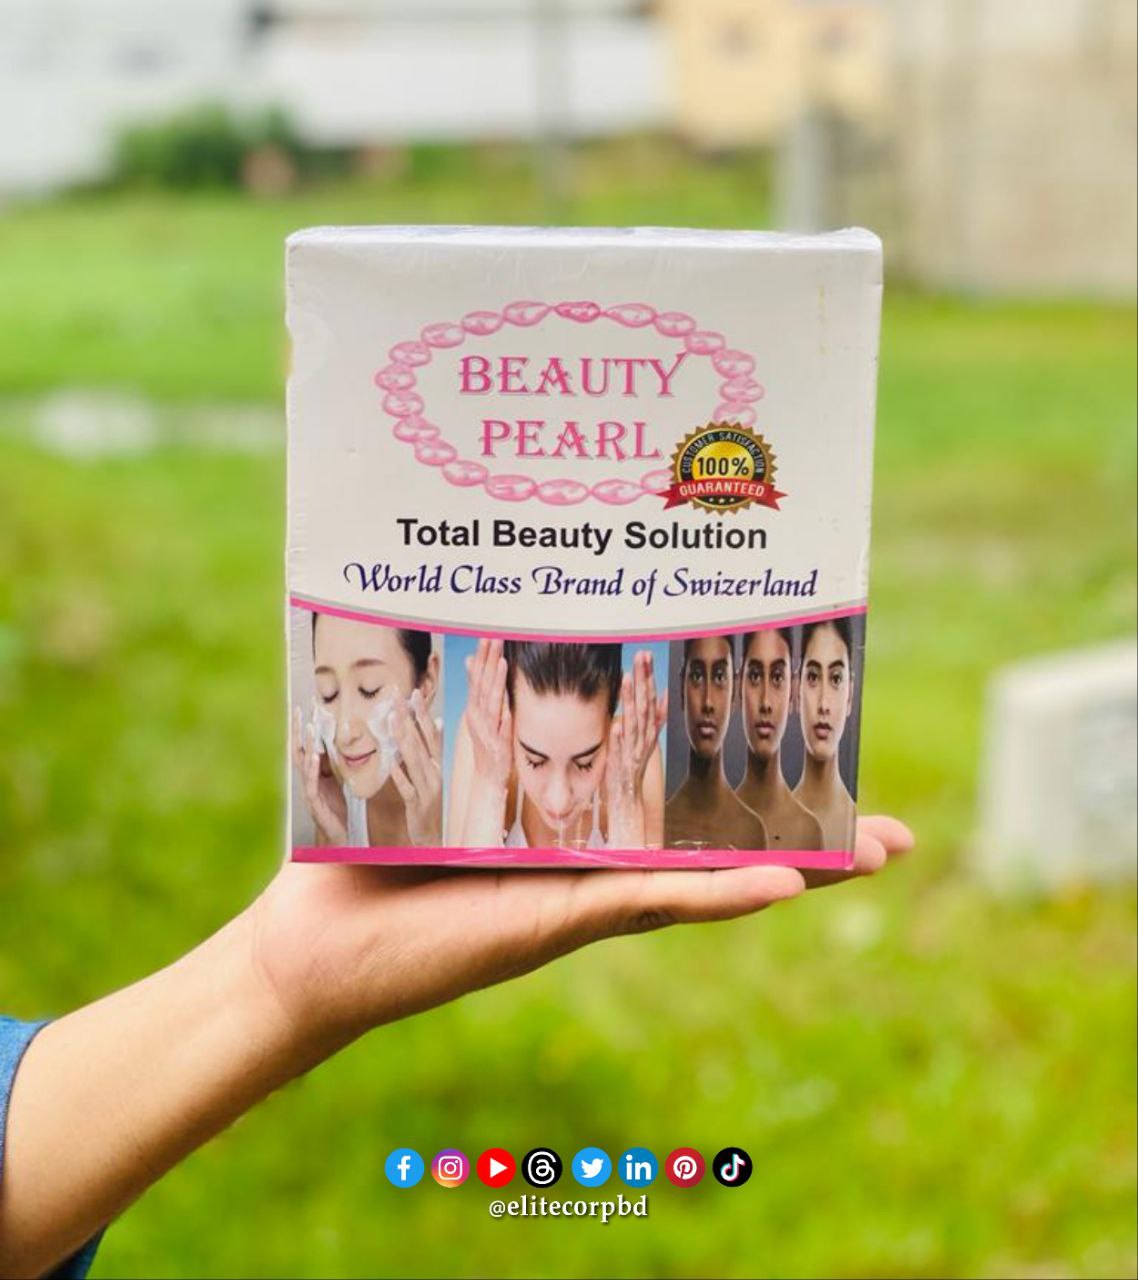 BEAUTY
PEARL
CUSTOMER SATISFACTION
100%
GUARANTEED
Total Beauty Solution
World Class Brand of Swizerland
@elitecorpbd